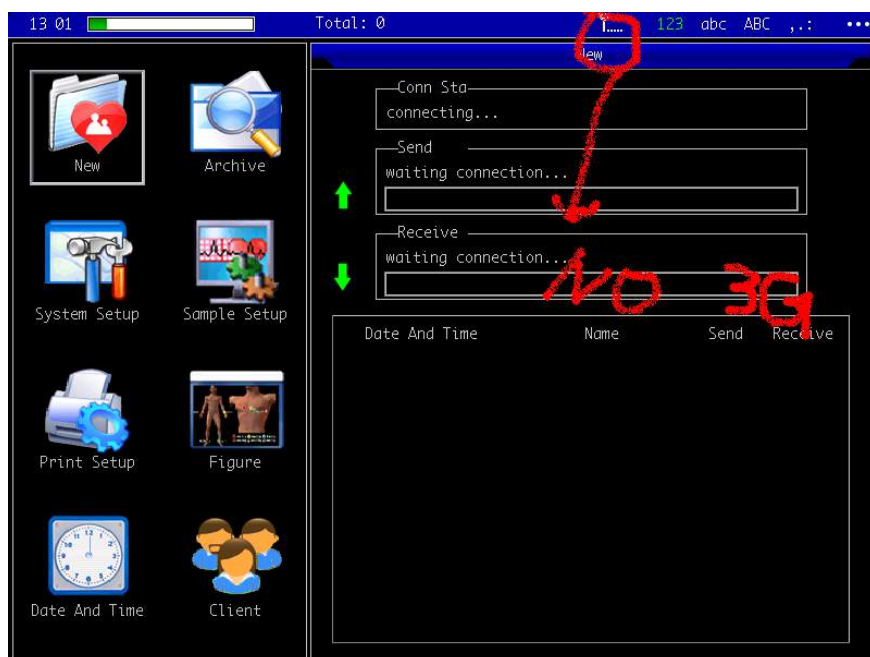 13 01 Total: 0 123 abc ABC ,.: •••
New
Conn Sta
connecting...
Send
waiting connection...
Receive
waiting connection...
NO 3G
Date And Time Name Send Receive
New Archive
System Setup Sample Setup
Print Setup Figure
Date And Time Client